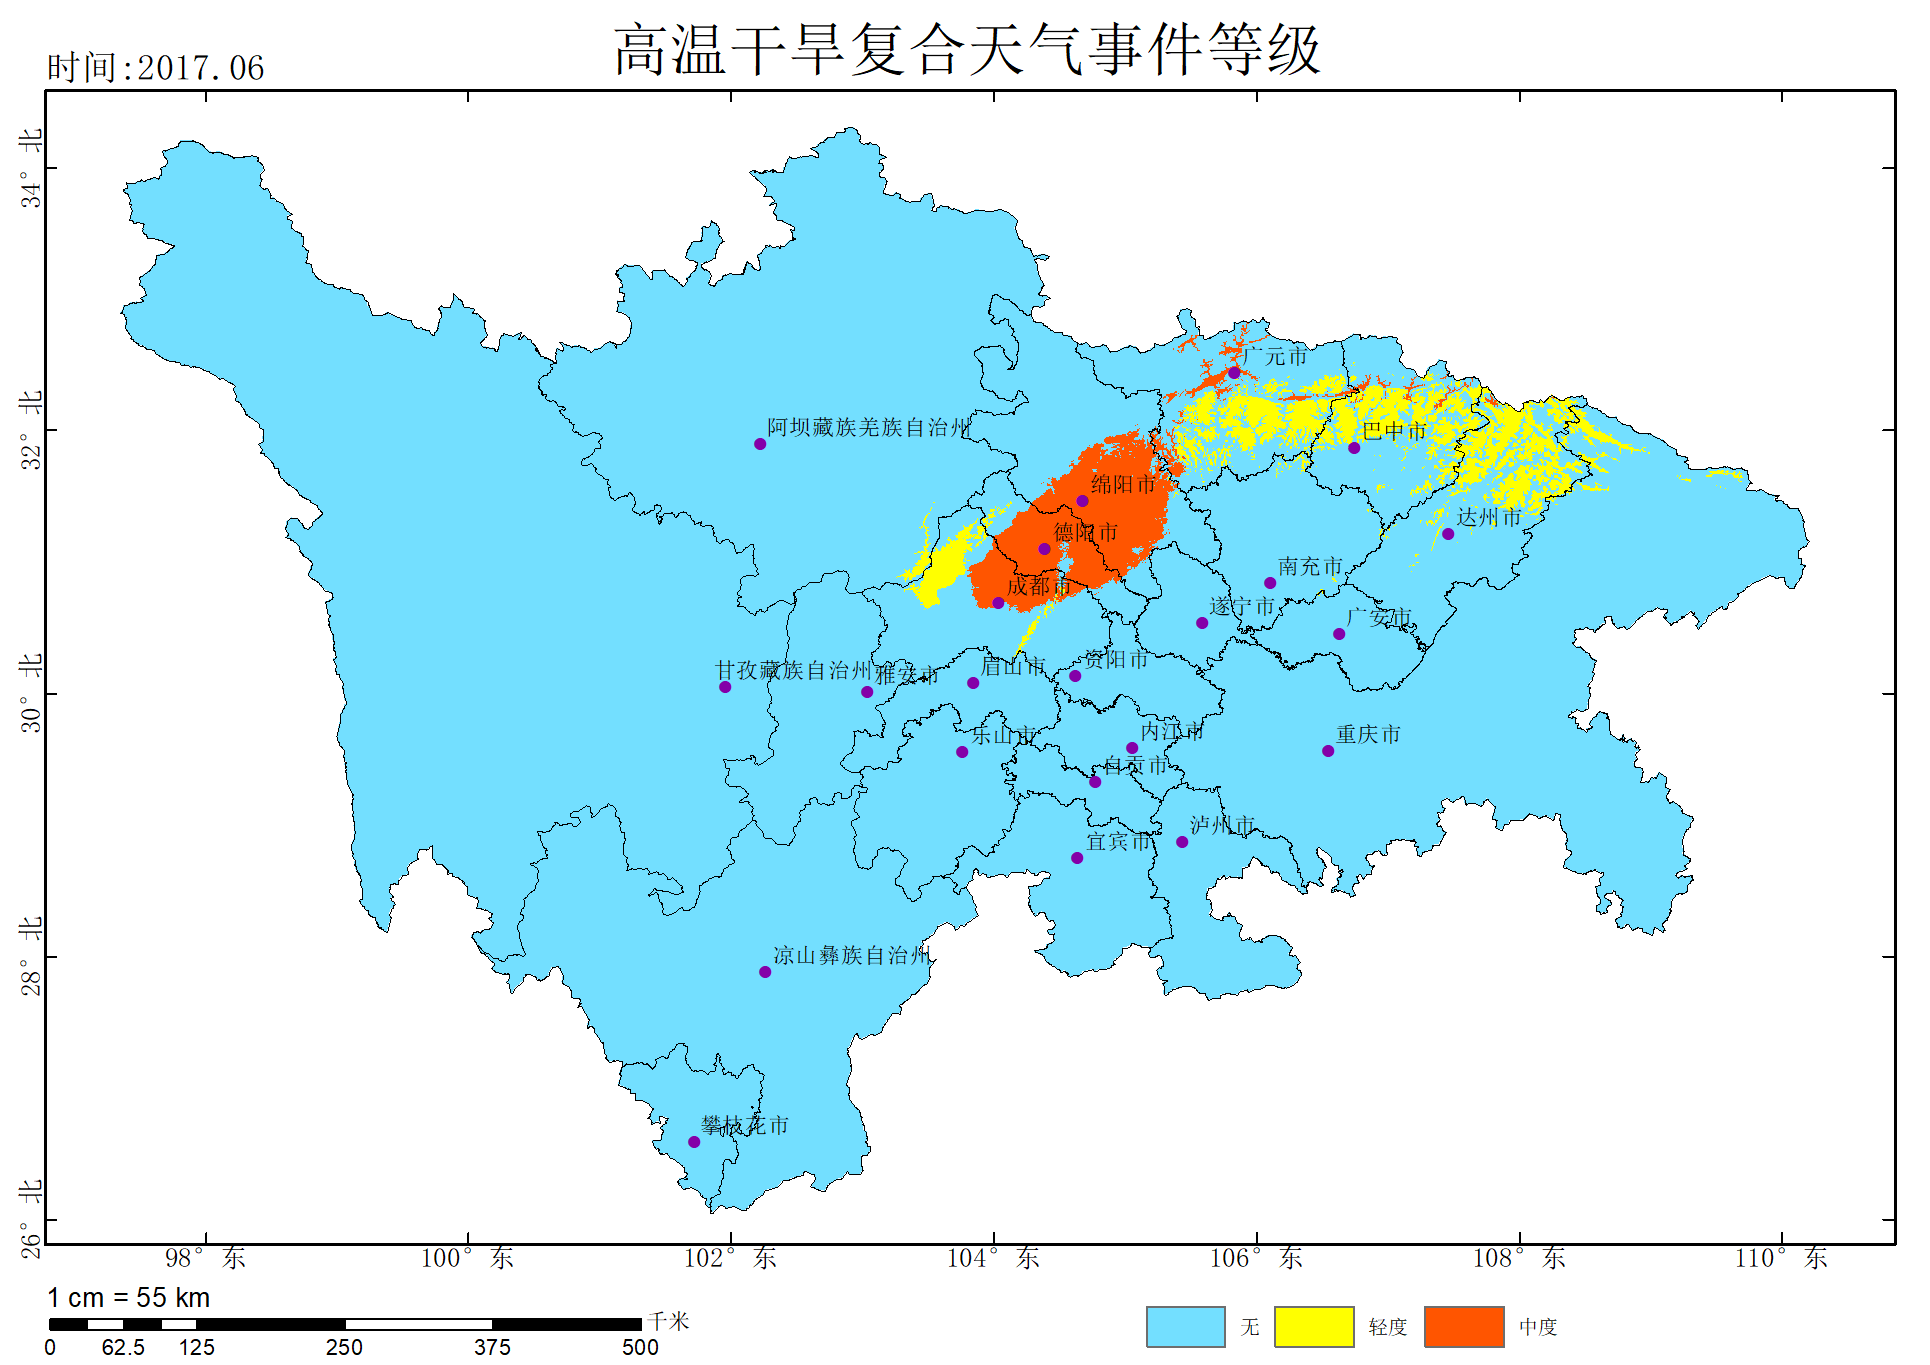 高温干旱复合天气事件等级
时间:2017.06
34° 北
32° 北
30° 北
28° 北
26° 北
广元市
阿坝藏族羌族自治州
巴中市
绵阳市
达州市
德阳市
南充市
成都市
遂宁市
广安市
甘孜藏族自治州
雅安市
眉山市
资阳市
乐山市
内江市
重庆市
自贡市
泸州市
宜宾市
凉山彝族自治州
攀枝花市
98° 东
100° 东
102° 东
104° 东
106° 东
108° 东
110° 东
1 cm = 55 km
千米
0 62.5 125 250 375 500
无 轻度 中度